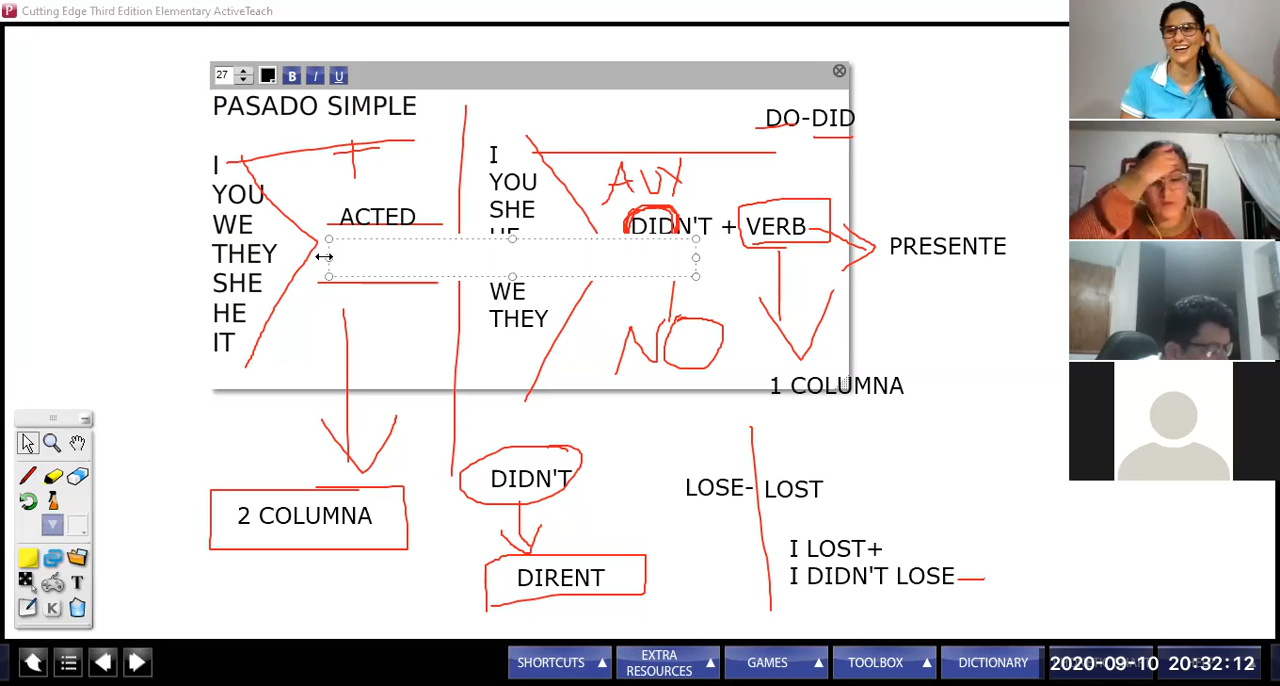 Cutting Edge Third Edition Elementary ActiveTeach
27 B I U
PASADO SIMPLE
DO-DID
I
YOU
WE
THEY
SHE
HE
IT
ACTED
I
YOU
SHE
HE
WE
THEY
AUX
DIDN'T + VERB
PRESENTE
NO
1 COLUMNA
2 COLUMNA
DIDN'T
DIRENT
LOSE- LOST
I LOST+
I DIDN'T LOSE
T
K
SHORTCUTS
EXTRA RESOURCES
GAMES
TOOLBOX
DICTIONARY
2020-09-10 20:32:12